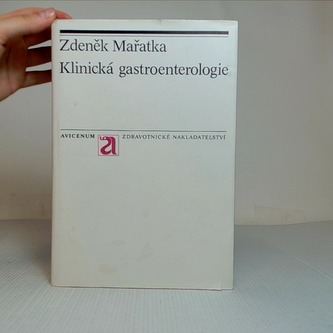 Zdeněk Mařatka
Klinická gastroenterologie
AVICENUM a ZDRAVOTNICKÉ NAKLADATELSTVÍ